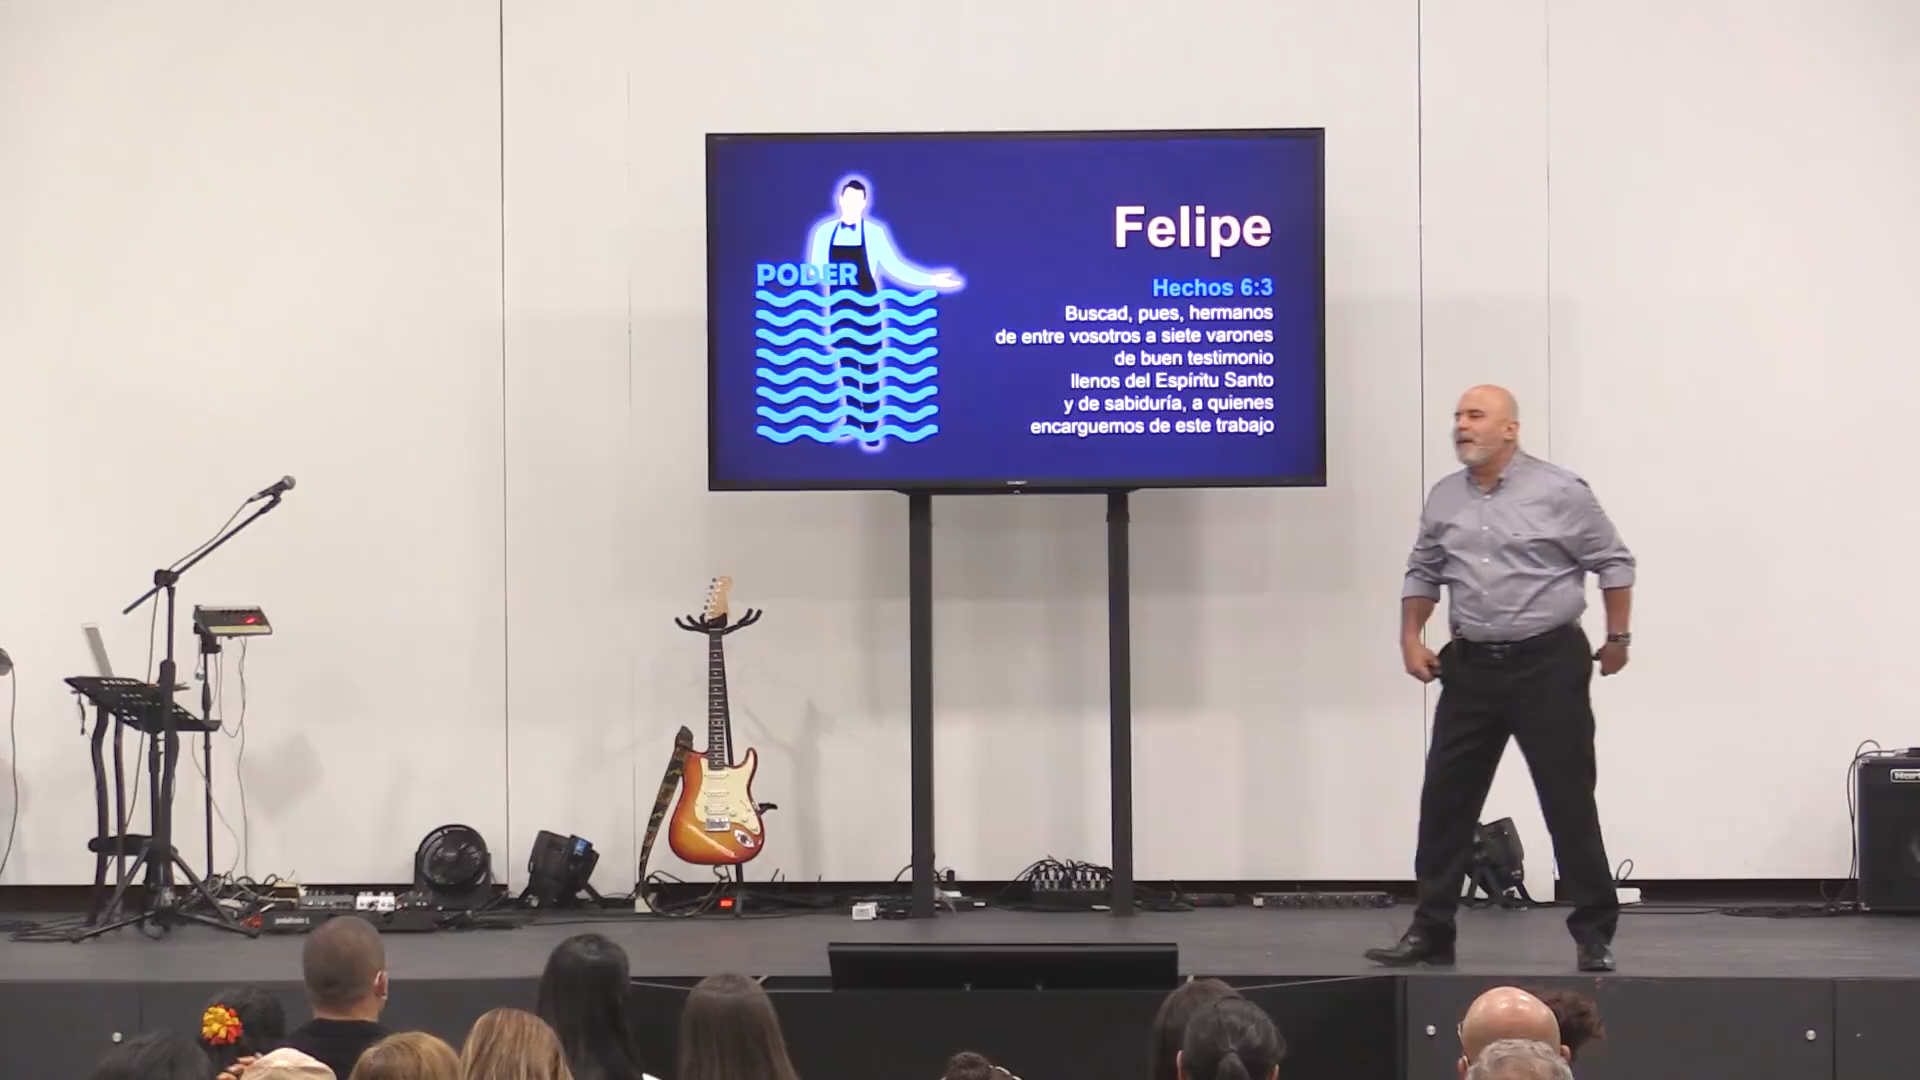 Felipe
PODER
Hechos 6:3
Buscad, pues, hermanos
de entre vosotros a siete varones
de buen testimonio
llenos del Espíritu Santo
y de sabiduría, a quienes
encarguemos de este trabajo